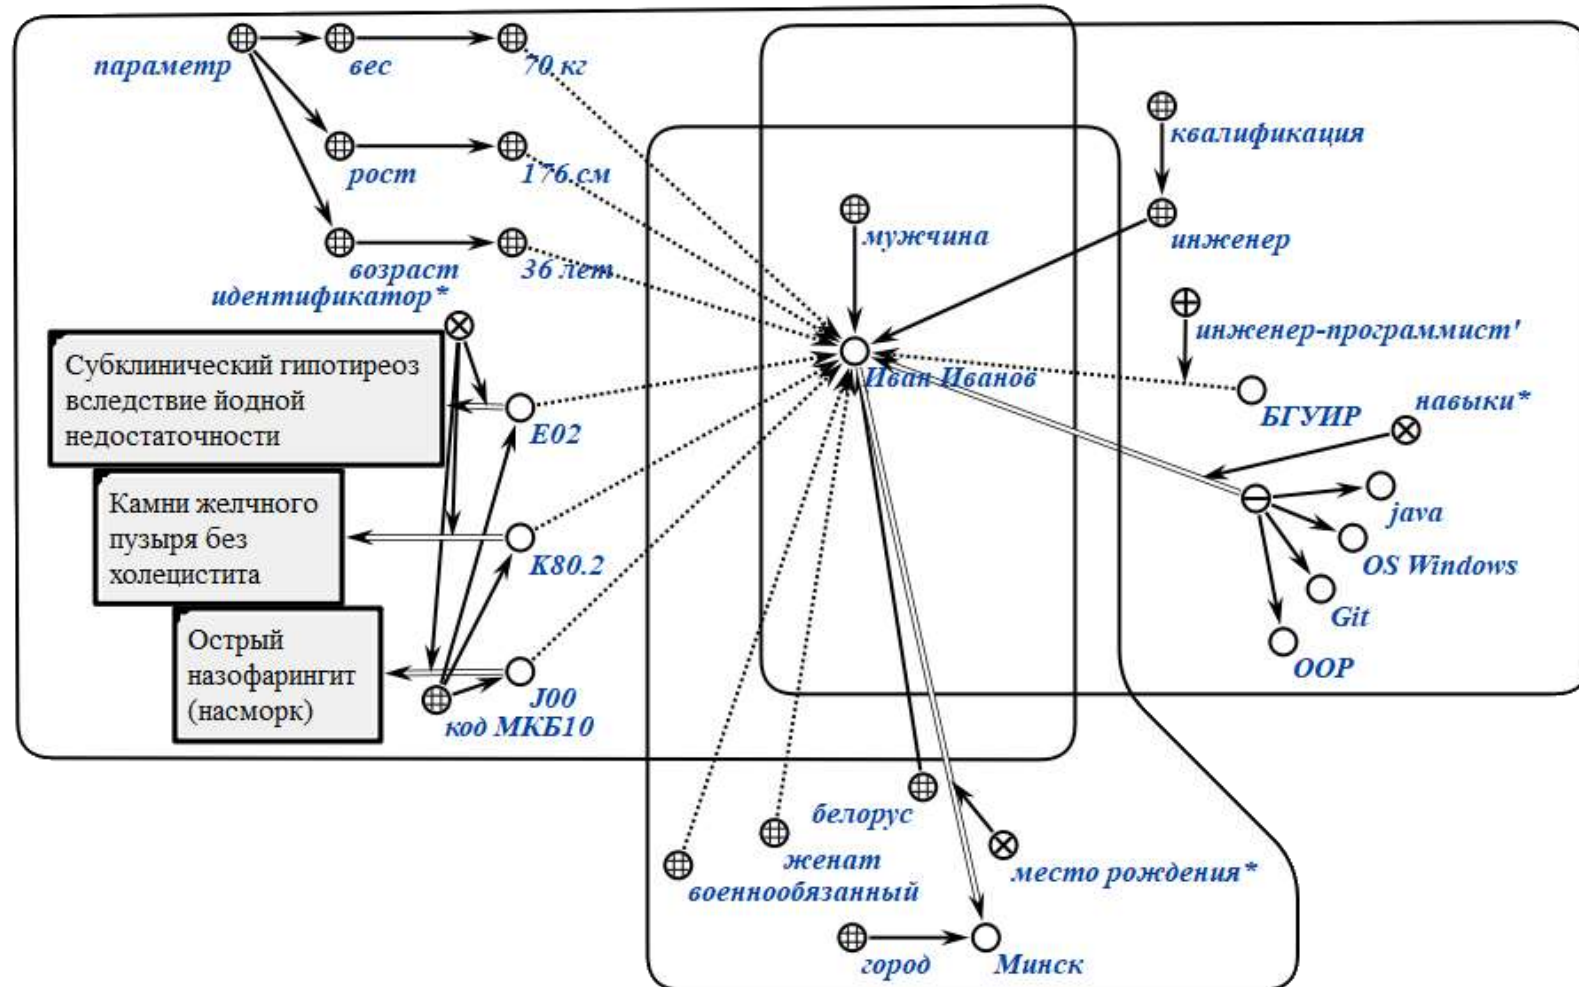 параметр
вес
70 кг
рост
176 см
возраст
36 лет
идентификатор*
Субклинический гипотиреоз
вследствие йодной
недостаточности
E02
Камни желчного
пузыря без
холецистита
K80.2
Острый
назофарингит
(насморк)
J00
код МКБ10
мужчина
Иван Иванов
квалификация
инженер
инженер-программист'
БГУИР
навыки*
java
OS Windows
Git
OOP
белорус
женат
военнообязанный
место рождения*
город
Минск